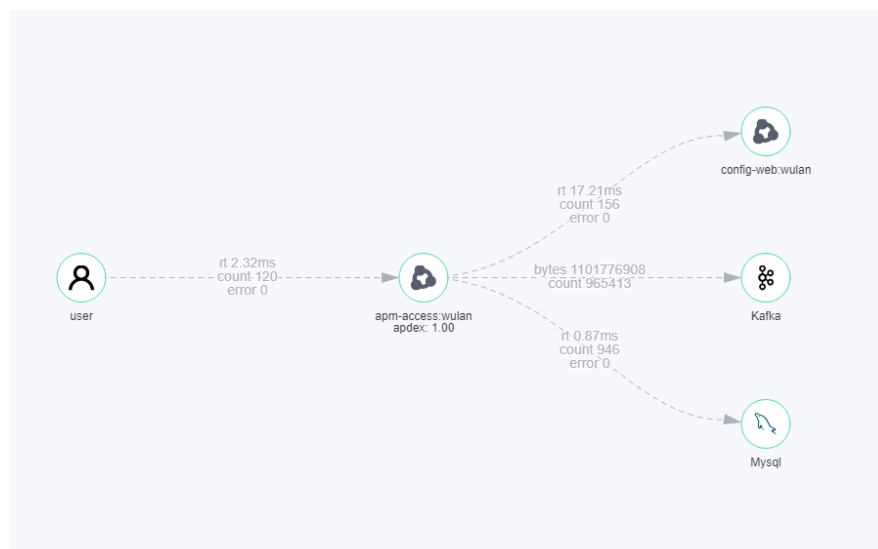 config-web:wulan
rt 17.21ms
count 156
error 0
rt 2.32ms
count 120
error 0
bytes 1101776908
count 965413
user
apm-access:wulan
apdex: 1.00
Kafka
rt 0.87ms
count 946
error 0
Mysql